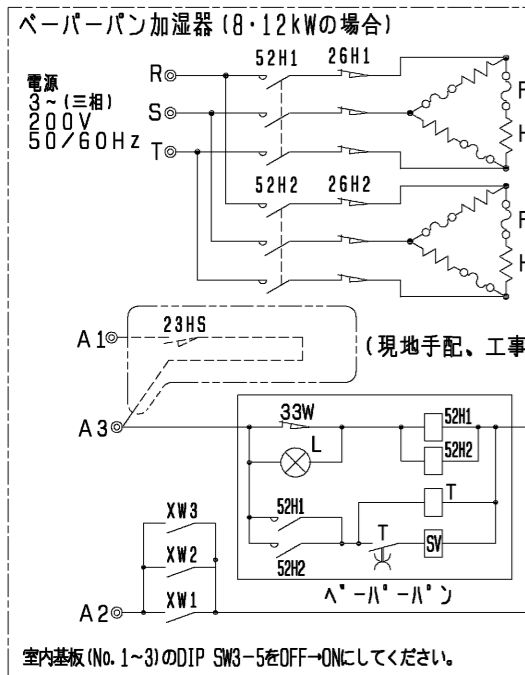 ベーパーパン加湿器(8・12kWの場合)
52H1 26H1
電源
3~(三相)
200V
50/60Hz
R
S
T
F
H
52H2 26H2
F
H
23HS
A1
(現地手配、工事
A3
33W
L
52H1
52H2
T
52H1
52H2
T
SV
ベーパーパン
XW3
XW2
XW1
A2
室内基板(No.1~3)のDIP SW3-5をOFF→ONにしてください。